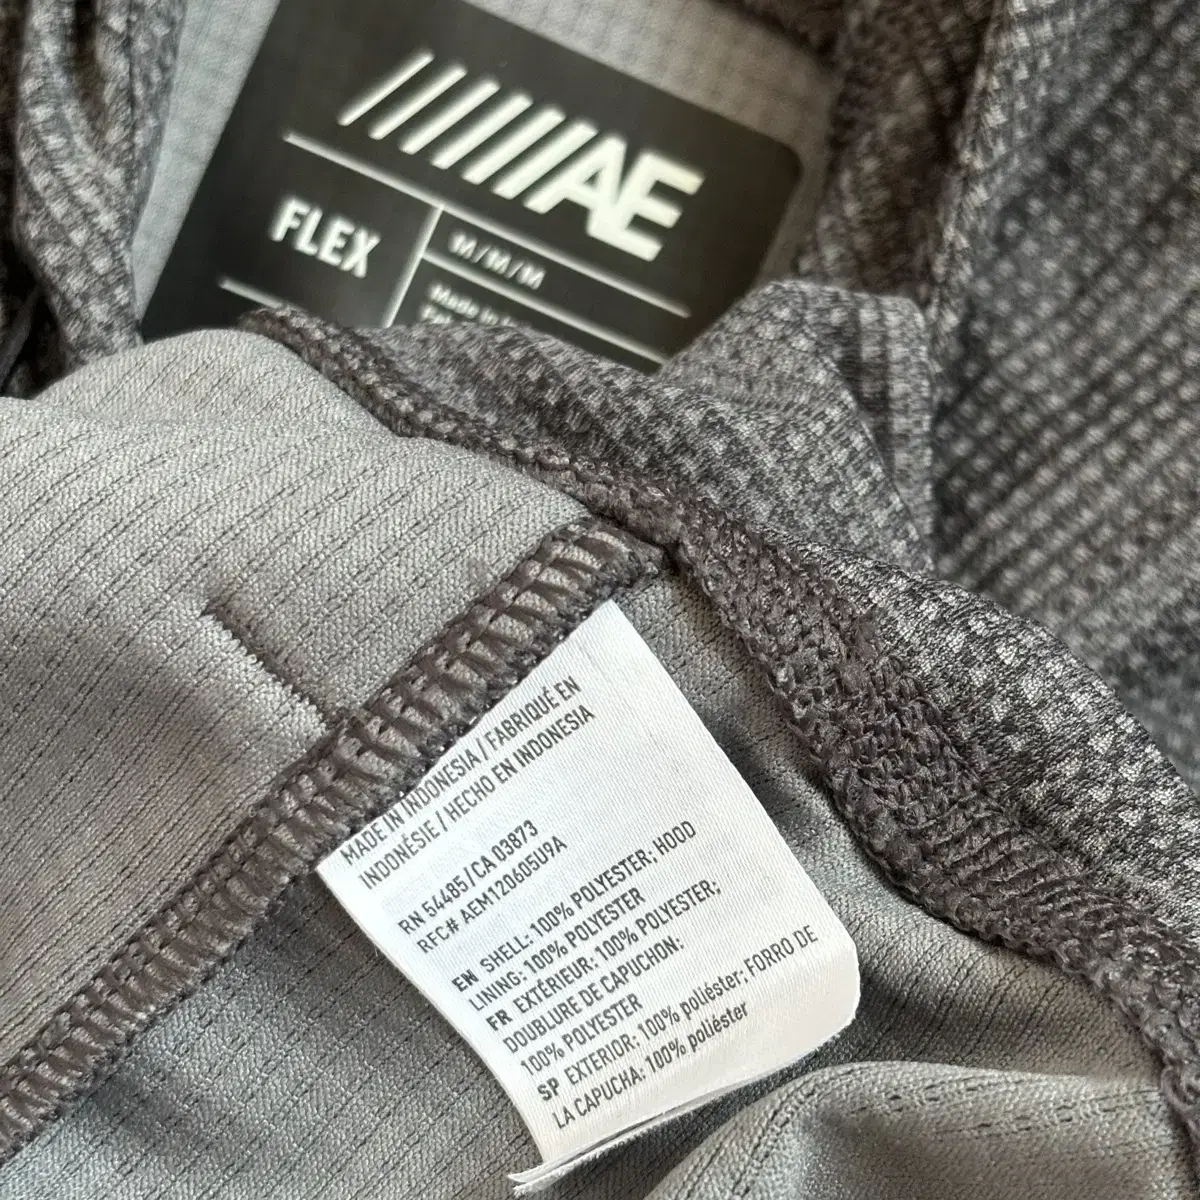 AE
FLEX
M/M/M
Made in
MADE IN INDONESIA / FABRIQUÉ EN
INDONÉSIE / HECHO EN INDONESIA
RN 54485/CA 03873
RFC# AEM120605U9A
EN SHELL: 100% POLYESTER; HOOD
LINING: 100% POLYESTER
FR EXTÉRIEUR: 100% POLYESTER;
DOUBLURE DE CAPUCHON:
100% POLYESTER
SP EXTERIOR: 100% poliéster; FORRO DE
LA CAPUCHA: 100% poliéster